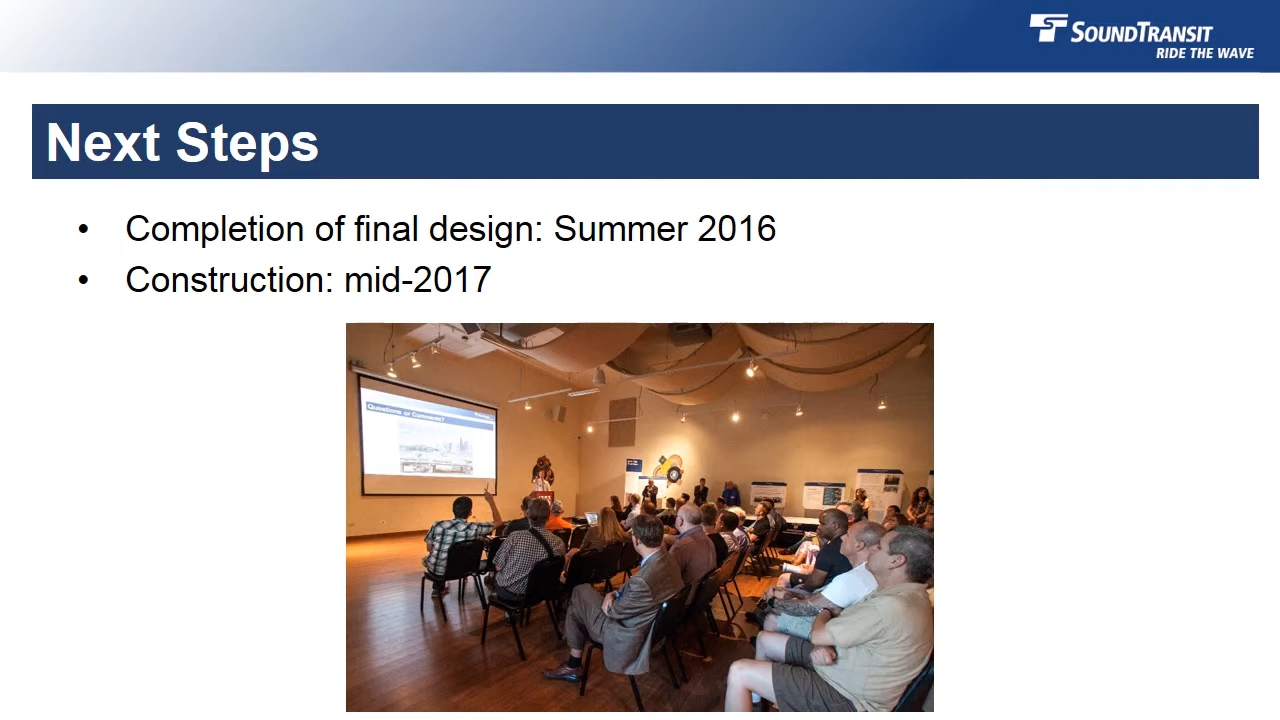 SOUNDTRANSIT
RIDE THE WAVE
Next Steps
• Completion of final design: Summer 2016
• Construction: mid-2017
Questions or Comments?